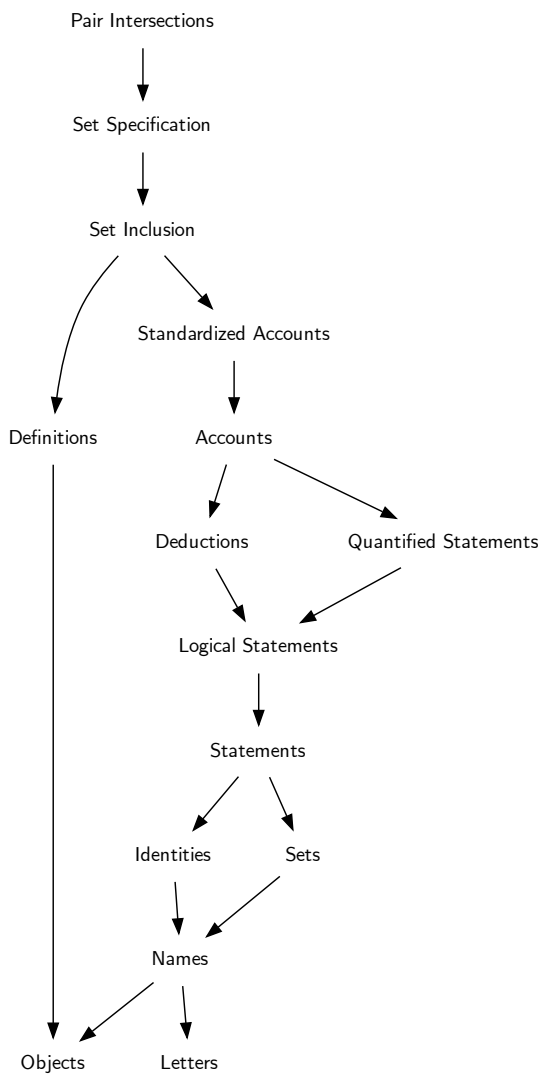 Pair Intersections
Set Specification
Set Inclusion
Standardized Accounts
Definitions
Accounts
Deductions
Quantified Statements
Logical Statements
Statements
Identities
Sets
Names
Objects
Letters